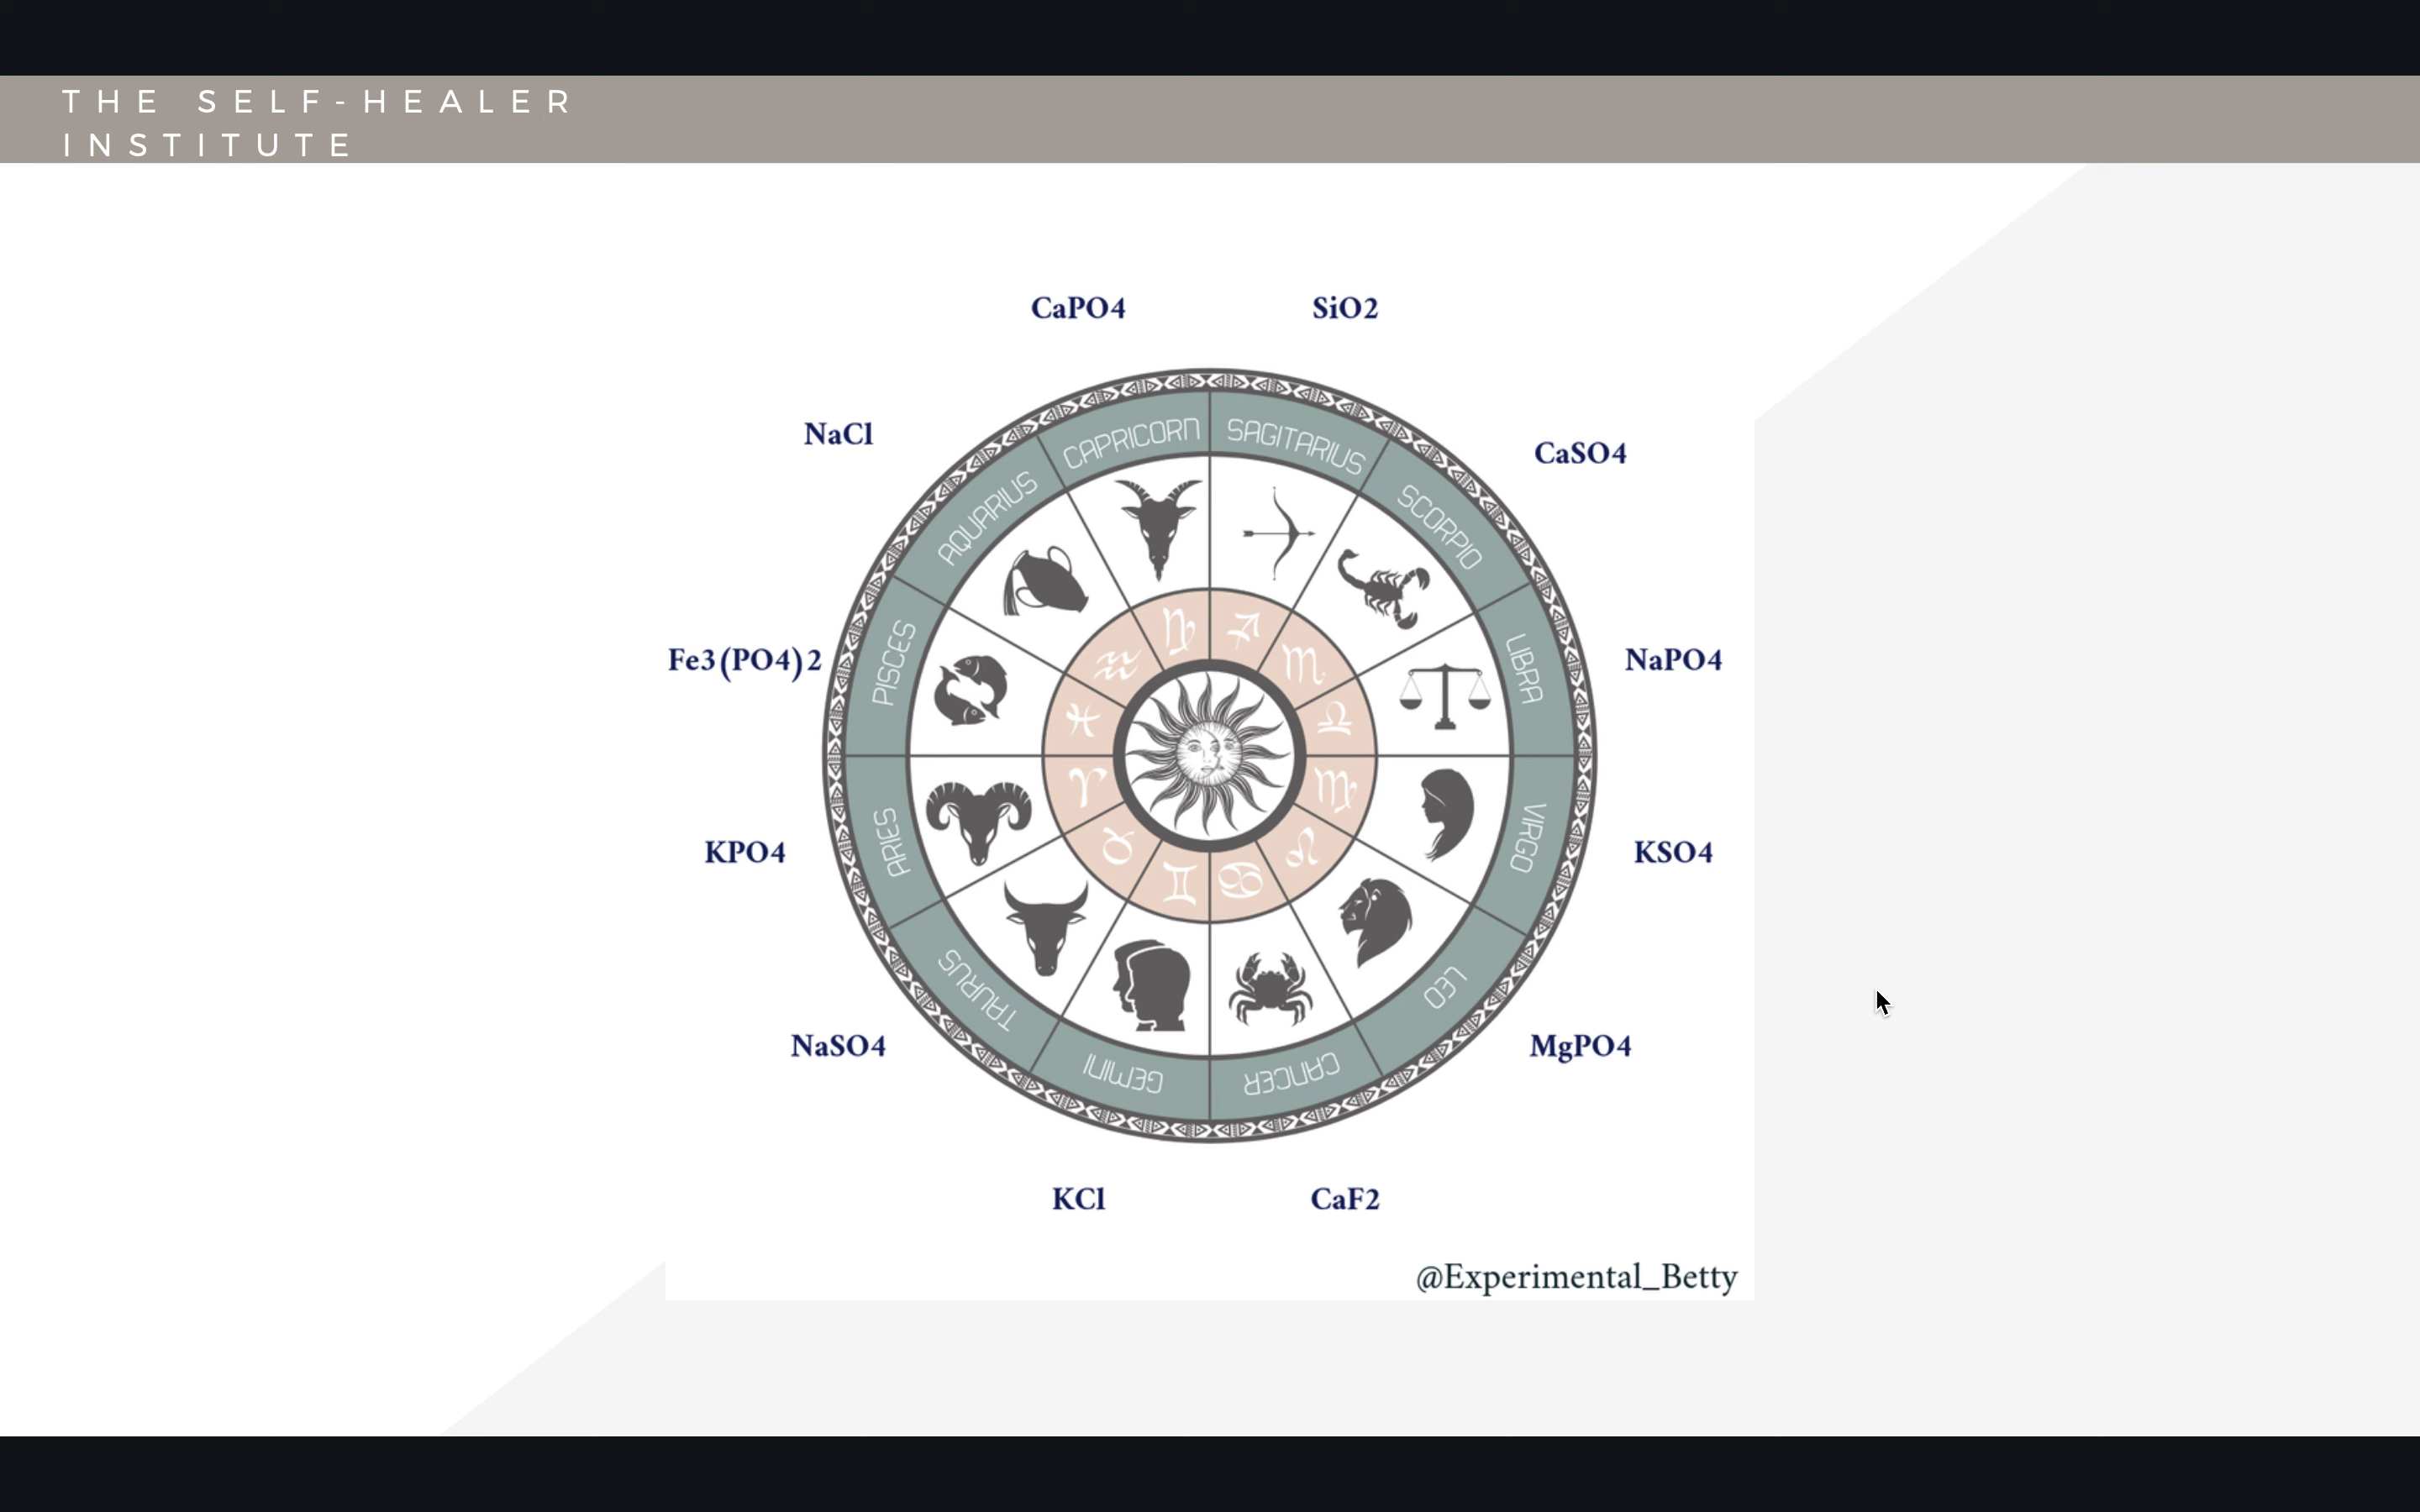 THE SELF-HEALER
INSTITUTE
CaPO4
SiO2
NaCl
CaSO4
Fe3(PO4)2
NaPO4
KPO4
KSO4
NaSO4
MgPO4
KCl
CaF2
CAPRICORN
SAGITARIUS
SCORPIO
LIBRA
VIRGO
LEO
CANCER
GEMINI
TAURUS
ARIES
PISCES
AQUARIUS
@Experimental_Betty